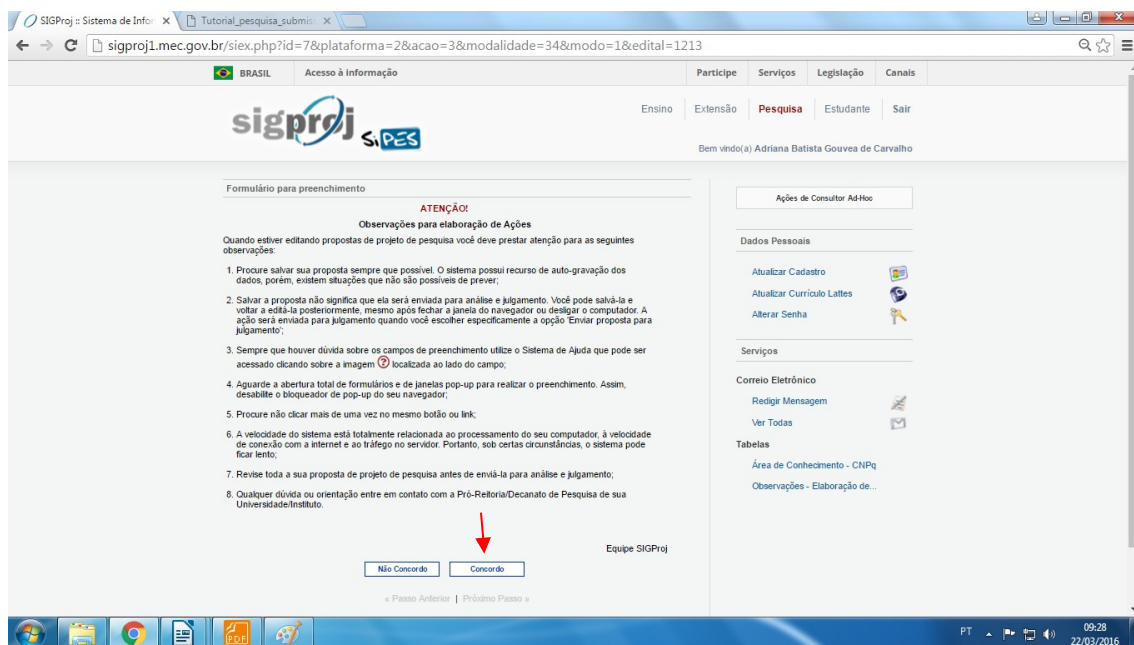 SIGProj :: Sistema de Infor
Tutorial_pesquisa_submis
sigproj1.mec.gov.br/siex.php?id=7&plataforma=2&acao=3&modalidade=34&modo=1&edital=1213
BRASIL Acesso à informação Participe Serviços Legislação Canais
sigproj SiPES
Ensino Extensão Pesquisa Estudante Sair
Bem vindo(a) Adriana Batista Gouvea de Carvalho
Formulário para preenchimento
ATENÇÃO!
Observações para elaboração de Ações
Quando estiver editando propostas de projeto de pesquisa você deve prestar atenção para as seguintes
observações:
1. Procure salvar sua proposta sempre que possível. O sistema possui recurso de auto-gravação dos
dados, porém, existem situações que não são possíveis de prever;
2. Salvar a proposta não significa que ela será enviada para análise e julgamento. Você pode salvá-la e
voltar a editá-la posteriormente, mesmo após fechar a janela do navegador ou desligar o computador. A
ação será enviada para julgamento quando você escolher especificamente a opção 'Enviar proposta para
julgamento';
3. Sempre que houver dúvida sobre os campos de preenchimento utilize o Sistema de Ajuda que pode ser
acessado clicando sobre a imagem ? localizada ao lado do campo;
4. Aguarde a abertura total de formulários e de janelas pop-up para realizar o preenchimento. Assim,
desabilite o bloqueador de pop-up do seu navegador;
5. Procure não clicar mais de uma vez no mesmo botão ou link;
6. A velocidade do sistema está totalmente relacionada ao processamento do seu computador, à velocidade
de conexão com a internet e ao tráfego no servidor. Portanto, sob certas circunstâncias, o sistema pode
ficar lento;
7. Revise toda a sua proposta de projeto de pesquisa antes de enviá-la para análise e julgamento;
8. Qualquer dúvida ou orientação entre em contato com a Pró-Reitoria/Decanato de Pesquisa de sua
Universidade/Instituto.
Equipe SIGProj
Não Concordo Concordo
« Passo Anterior | Próximo Passo »
Ações de Consultor Ad-Hoc
Dados Pessoais
Atualizar Cadastro
Atualizar Currículo Lattes
Alterar Senha
Serviços
Correio Eletrônico
Redigir Mensagem
Ver Todas
Tabelas
Área de Conhecimento - CNPq
Observações - Elaboração de...
PDF
PT
09:28
22/03/2016